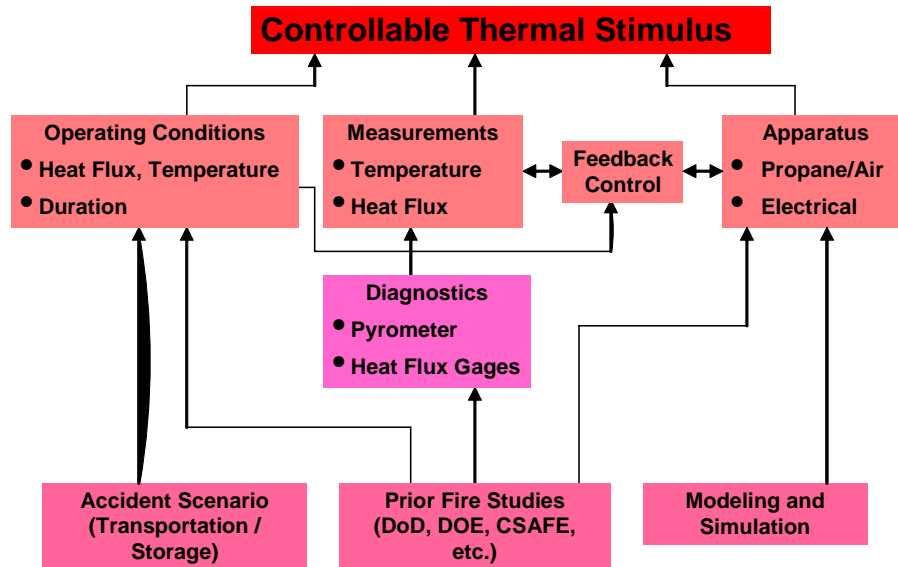 Controllable Thermal Stimulus
Operating Conditions
• Heat Flux, Temperature
• Duration
Measurements
• Temperature
• Heat Flux
Feedback
Control
Apparatus
• Propane/Air
• Electrical
Diagnostics
• Pyrometer
• Heat Flux Gages
Accident Scenario
(Transportation /
Storage)
Prior Fire Studies
(DoD, DOE, CSAFE,
etc.)
Modeling and
Simulation